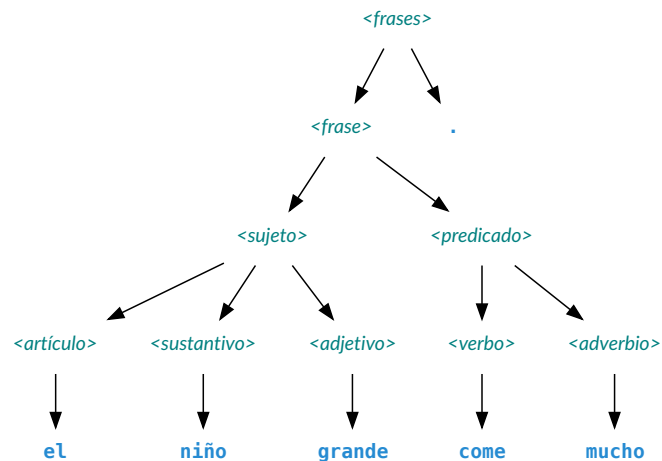 <frases>
<frase> .
<sujeto> <predicado>
<artículo> <sustantivo> <adjetivo> <verbo> <adverbio>
el niño grande come mucho